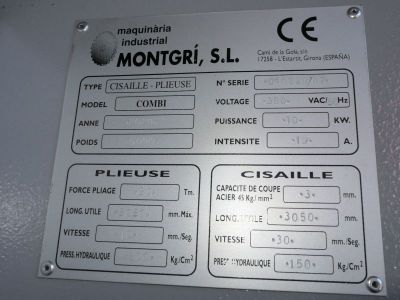 maquinària
industrial
MONTGRÍ, S.L.
CE
Camí de la Gola, s/n
17258 - L'Estartit, Girona (ESPAÑA)
TYPE CISAILLE - PLIEUSE
MODEL COMBI
ANNE
POIDS
N° SERIE
VOLTAGE 380 VAC/ Hz
PUISSANCE 10 KW.
INTENSITE A.
PLIEUSE
FORCE PLIAGE Tm.
LONG. UTILE mm. Máx.
VITESSE mm./Seg.
PRESS. HYDRAULIQUE Kg/Cm²
CISAILLE
CAPACITE DE COUPE
ACIER 45 Kg/mm² •3• mm.
LONG. UTILE •3050• mm.
VITESSE •30• mm./Seg.
PRESS HYDRAULIQUE •150• Kg/Cm²